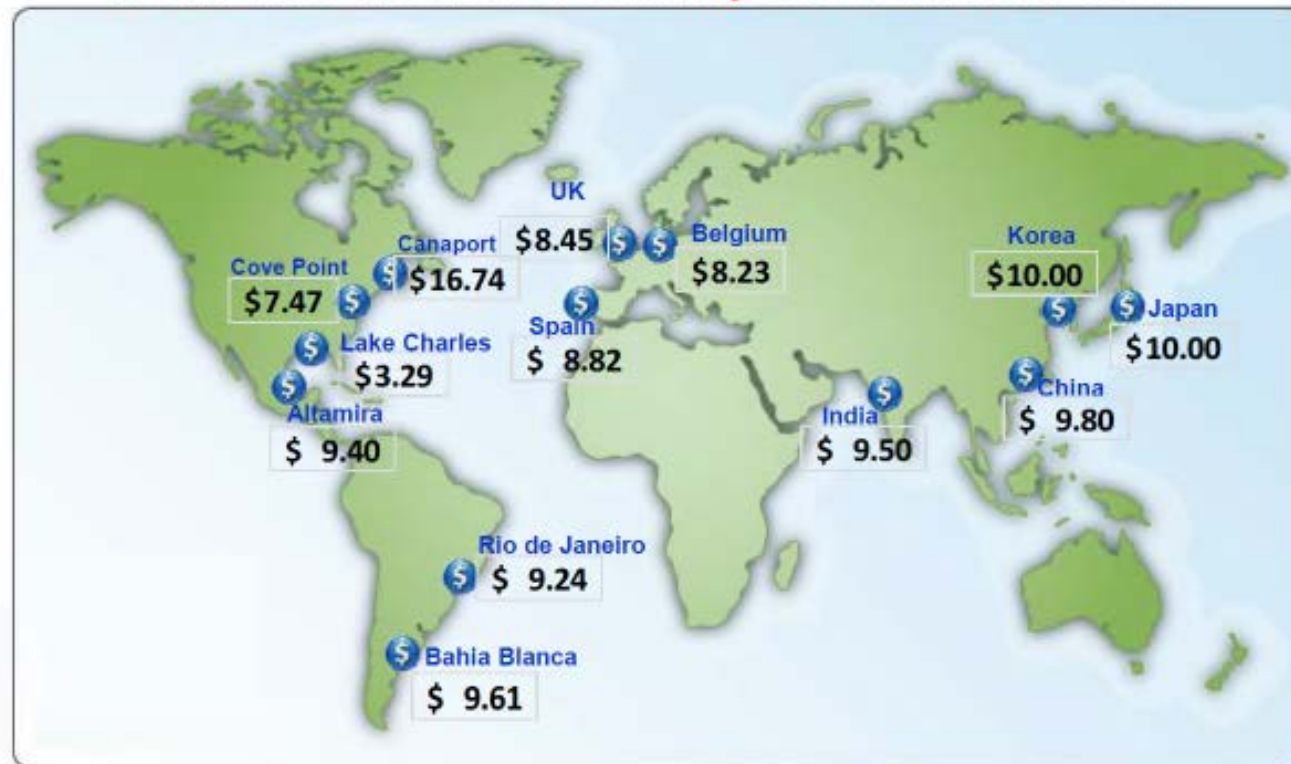 UK
$8.45
Belgium
$8.23
Canaport
$16.74
Cove Point
$7.47
Korea
$10.00
Japan
$10.00
Lake Charles
$3.29
Spain
$ 8.82
China
$ 9.80
Altamira
$ 9.40
India
$ 9.50
Rio de Janeiro
$ 9.24
Bahia Blanca
$ 9.61